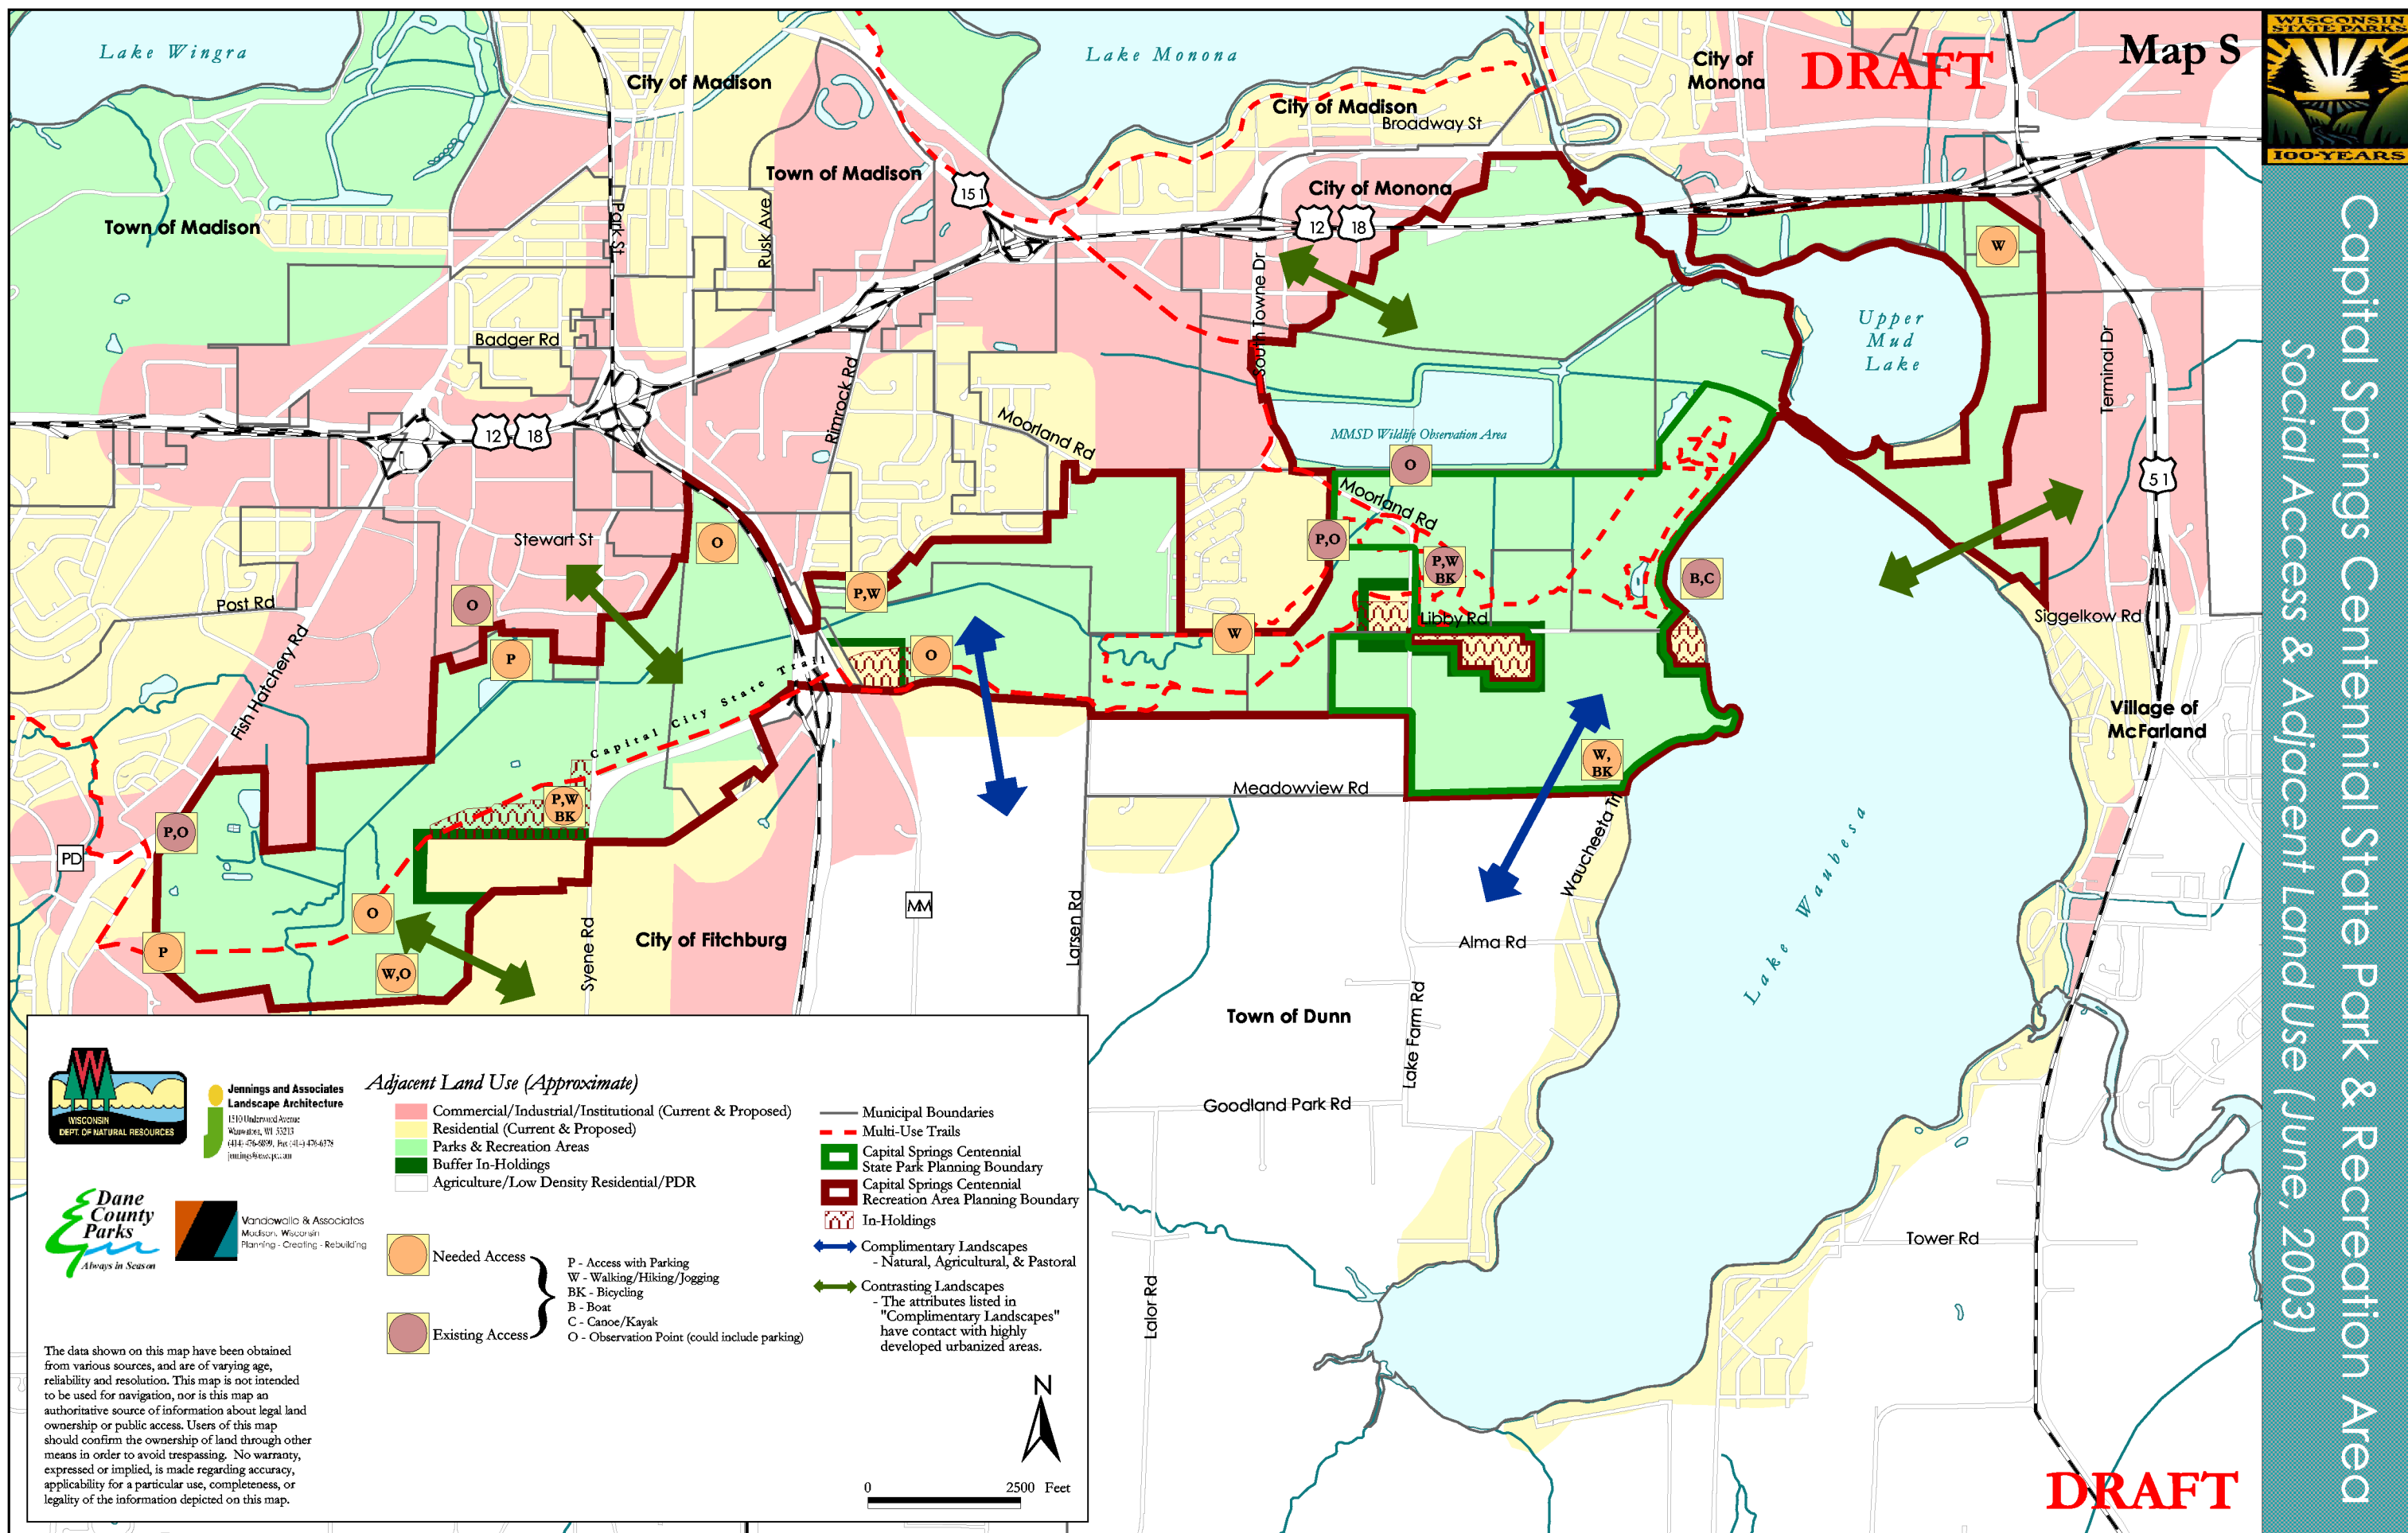 Lake Wingra
Lake Monona
City of Madison
City of Madison
Broadway St
City of
Monona
DRAFT
Map S
WISCONSIN
STATE PARKS
100-YEARS
Capital Springs Centennial State Park & Recreation Area
Social Access & Adjacent Land Use (June, 2003)
Town of Madison
Town of Madison
151
City of Monona
12
18
Park St
Rusk Ave
South Towne Dr
W
Upper
Mud
Lake
Terminal Dr
Badger Rd
Rimrock Rd
Moorland Rd
12
18
MMSD Wildlife Observation Area
O
51
Moorland Rd
Stewart St
O
P,O
P,W
BK
B,C
Post Rd
O
P,W
Libby Rd
Siggelkow Rd
Fish Hatchery Rd
P
O
W
Capital City State Trail
Village of
McFarland
W,
BK
Meadowview Rd
P,W
BK
P,O
PD
Waucheeta Trl
Lake Waubesa
O
MM
Larsen Rd
Syene Rd
City of Fitchburg
Alma Rd
P
W,O
Town of Dunn
Lake Farm Rd
Goodland Park Rd
Lalor Rd
Tower Rd
WISCONSIN
DEPT. OF NATURAL RESOURCES
Jennings and Associates
Landscape Architecture
1510 Underwood Avenue
Wauwatosa, WI 53213
Dane
County
Parks
Always in Season
Vandewalle & Associates
Madison, Wisconsin
Planning - Creating - Rebuilding
Adjacent Land Use (Approximate)
Commercial/Industrial/Institutional (Current & Proposed)
Residential (Current & Proposed)
Parks & Recreation Areas
Buffer In-Holdings
Agriculture/Low Density Residential/PDR
Needed Access
Existing Access
P - Access with Parking
W - Walking/Hiking/Jogging
BK - Bicycling
B - Boat
C - Canoe/Kayak
O - Observation Point (could include parking)
Municipal Boundaries
Multi-Use Trails
Capital Springs Centennial
State Park Planning Boundary
Capital Springs Centennial
Recreation Area Planning Boundary
In-Holdings
Complimentary Landscapes
- Natural, Agricultural, & Pastoral
Contrasting Landscapes
- The attributes listed in
"Complimentary Landscapes"
have contact with highly
developed urbanized areas.
The data shown on this map have been obtained
from various sources, and are of varying age,
reliability and resolution. This map is not intended
to be used for navigation, nor is this map an
authoritative source of information about legal land
ownership or public access. Users of this map
should confirm the ownership of land through other
means in order to avoid trespassing. No warranty,
expressed or implied, is made regarding accuracy,
applicability for a particular use, completeness, or
legality of the information depicted on this map.
N
0 2500 Feet
DRAFT